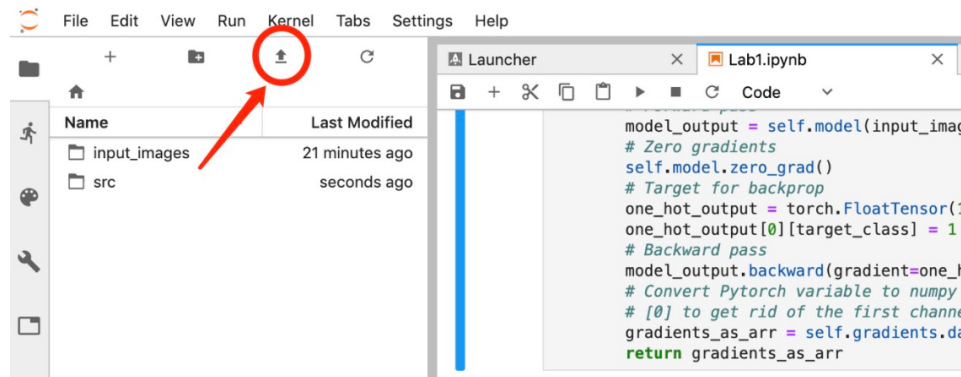 File Edit View Run Kernel Tabs Settings Help
Launcher
Lab1.ipynb
Code
Name Last Modified
input_images 21 minutes ago
src seconds ago
# Forward pass
model_output = self.model(input_imag
# Zero gradients
self.model.zero_grad()
# Target for backprop
one_hot_output = torch.FloatTensor(1
one_hot_output[0][target_class] = 1
# Backward pass
model_output.backward(gradient=one_h
# Convert Pytorch variable to numpy
# [0] to get rid of the first channe
gradients_as_arr = self.gradients.da
return gradients_as_arr